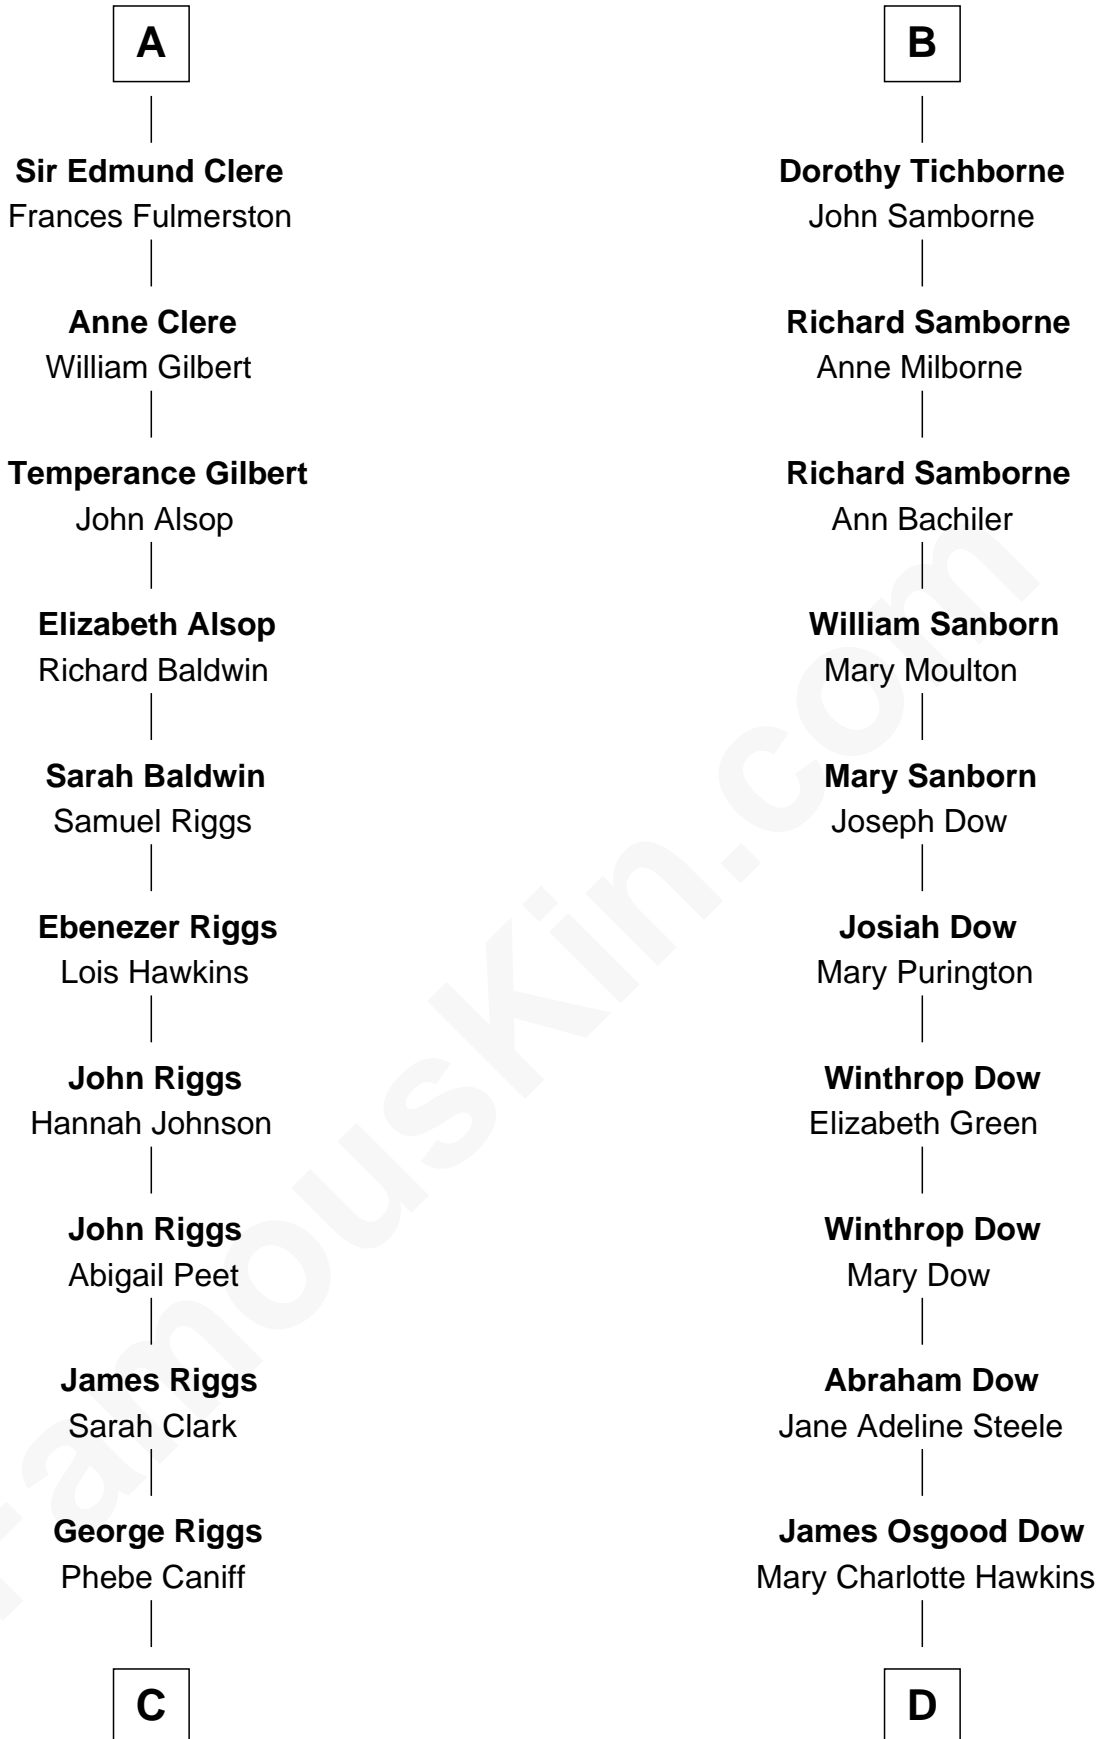 A
Sir Edmund Clere
Frances Fulmerston
Anne Clere
William Gilbert
Temperance Gilbert
John Alsop
Elizabeth Alsop
Richard Baldwin
Sarah Baldwin
Samuel Riggs
Ebenezer Riggs
Lois Hawkins
John Riggs
Hannah Johnson
John Riggs
Abigail Peet
James Riggs
Sarah Clark
George Riggs
Phebe Caniff
C
B
Dorothy Tichborne
John Samborne
Richard Samborne
Anne Milborne
Richard Samborne
Ann Bachiler
William Sanborn
Mary Moulton
Mary Sanborn
Joseph Dow
Josiah Dow
Mary Purington
Winthrop Dow
Elizabeth Green
Winthrop Dow
Mary Dow
Abraham Dow
Jane Adeline Steele
James Osgood Dow
Mary Charlotte Hawkins
D
FamousKin.com